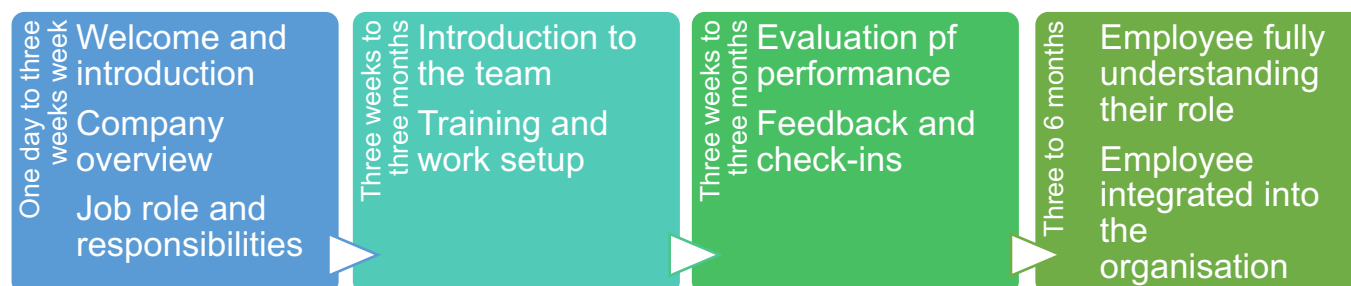 One day to three
weeks week
Welcome and
introduction
Company
overview
Job role and
responsibilities
Three weeks to
three months
Introduction to
the team
Training and
work setup
Three weeks to
three months
Evaluation pf
performance
Feedback and
check-ins
Three to 6 months
Employee fully
understanding
their role
Employee
integrated into
the
organisation